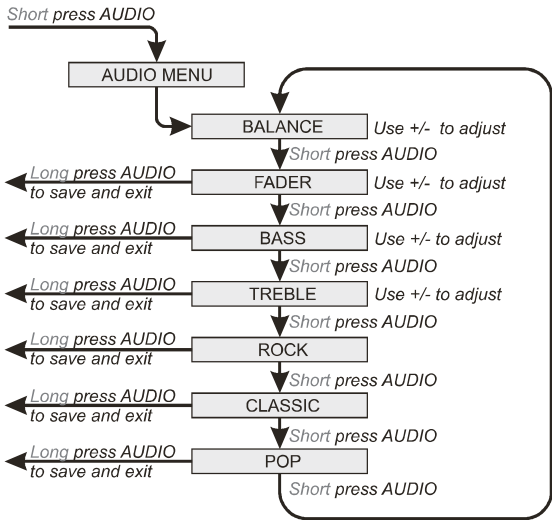 Short press AUDIO
AUDIO MENU
BALANCE Use +/- to adjust
Short press AUDIO
Long press AUDIO
to save and exit
FADER Use +/- to adjust
Short press AUDIO
Long press AUDIO
to save and exit
BASS Use +/- to adjust
Short press AUDIO
Long press AUDIO
to save and exit
TREBLE Use +/- to adjust
Short press AUDIO
Long press AUDIO
to save and exit
ROCK
Short press AUDIO
Long press AUDIO
to save and exit
CLASSIC
Short press AUDIO
Long press AUDIO
to save and exit
POP
Short press AUDIO